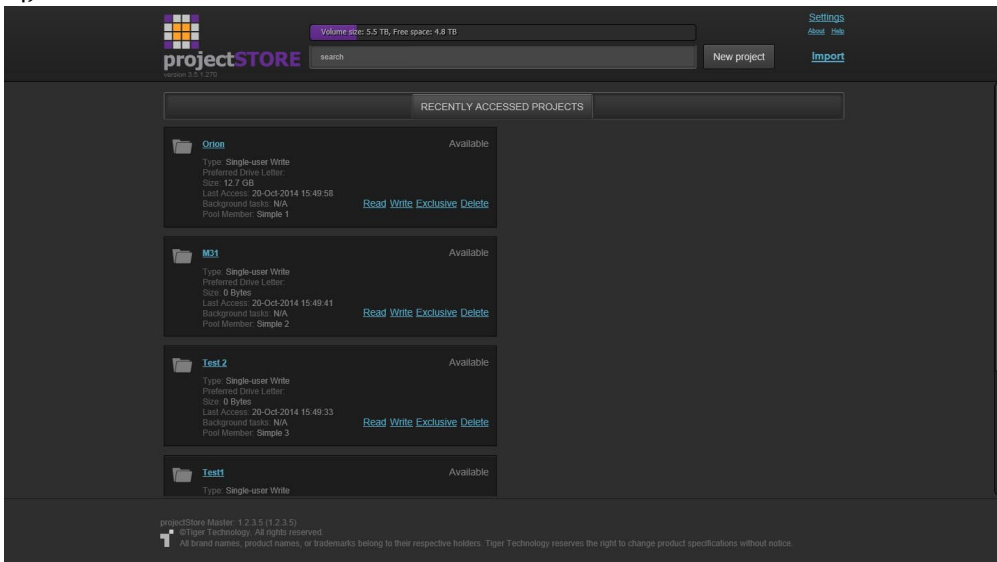 Settings
Volume size: 5.5 TB, Free space: 4.8 TB
About Help
projectSTORE
search
New project
Import
version 3.5.1.270
RECENTLY ACCESSED PROJECTS
Orion
Available
Type: Single-user Write
Preferred Drive Letter:
Size: 12.7 GB
Last Access: 20-Oct-2014 15:49:58
Background tasks: N/A
Read Write Exclusive Delete
Pool Member: Simple 1
M31
Available
Type: Single-user Write
Preferred Drive Letter:
Size: 0 Bytes
Last Access: 20-Oct-2014 15:49:41
Background tasks: N/A
Read Write Exclusive Delete
Pool Member: Simple 2
Test 2
Available
Type: Single-user Write
Preferred Drive Letter:
Size: 0 Bytes
Last Access: 20-Oct-2014 15:49:33
Background tasks: N/A
Read Write Exclusive Delete
Pool Member: Simple 3
Test1
Available
Type: Single-user Write
projectStore Master: 1.2.3.5 (1.2.3.5)
©Tiger Technology. All rights reserved.
All brand names, product names, or trademarks belong to their respective holders. Tiger Technology reserves the right to change product specifications without notice.